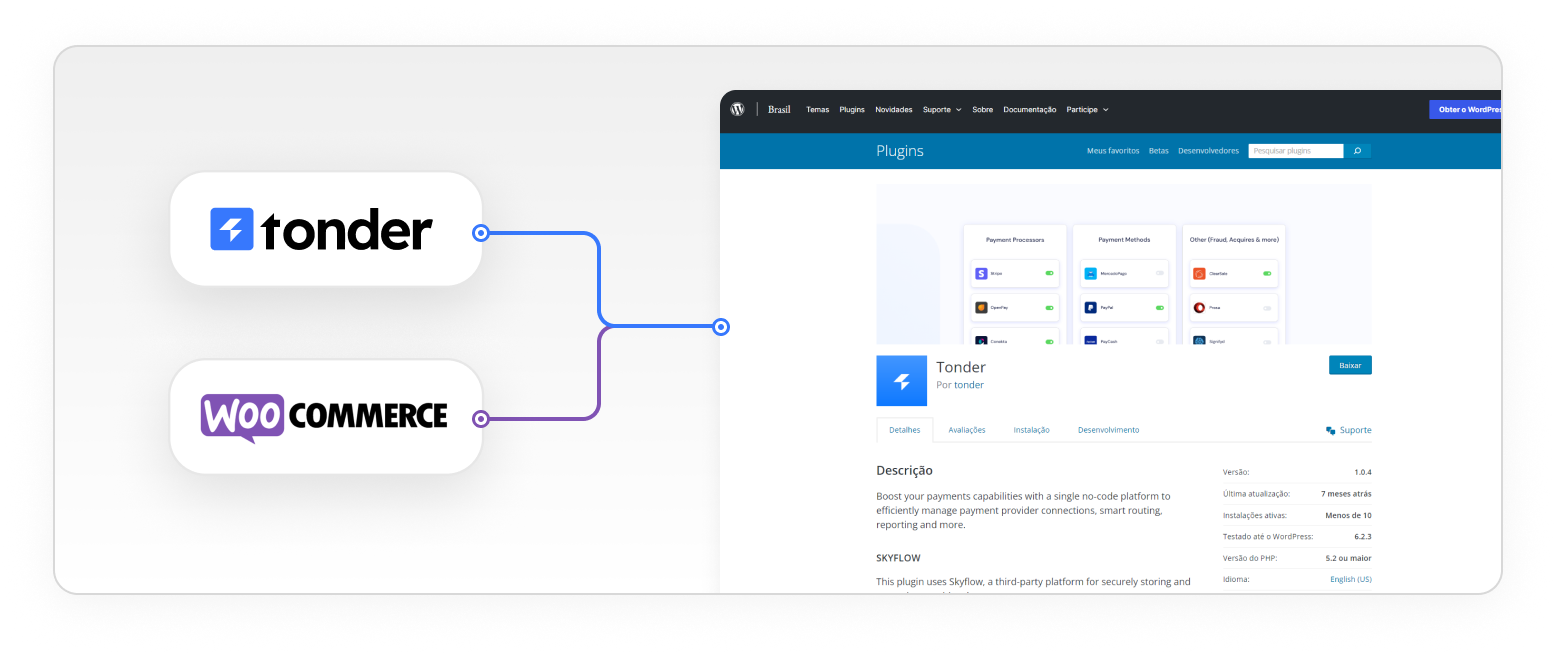 tonder
WOO COMMERCE
Brasil Temas Plugins Novidades Suporte Sobre Documentação Participe
Obter o WordPres
Plugins
Meus favoritos Betas Desenvolvedores Pesquisar plugins
Payment Processors Payment Methods Other (Fraud, Acquires & more)
Stripe MercadoPago ClearSale
OpenPay PayPal Prosa
Conekta PayCash Signifyd
Tonder
Por tonder
Baixar
Detalhes Avaliações Instalação Desenvolvimento
Suporte
Descrição
Boost your payments capabilities with a single no-code platform to
efficiently manage payment provider connections, smart routing,
reporting and more.
SKYFLOW
This plugin uses Skyflow, a third-party platform for securely storing and
Versão: 1.0.4
Última atualização: 7 meses atrás
Instalações ativas: Menos de 10
Testado até o WordPress: 6.2.3
Versão do PHP: 5.2 ou maior
Idioma: English (US)